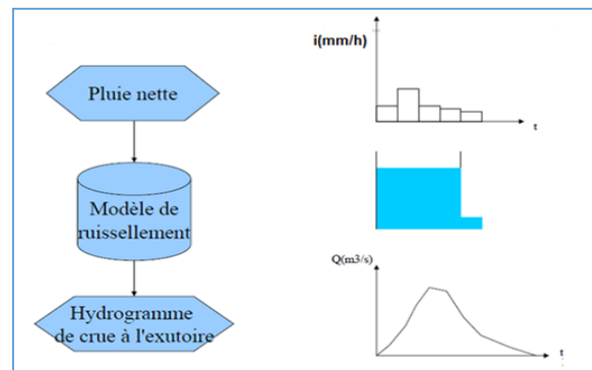 Pluie nette
Modèle de
ruissellement
Hydrogramme
de crue à l'exutoire
i(mm/h)
t
Q(m3/s)
t